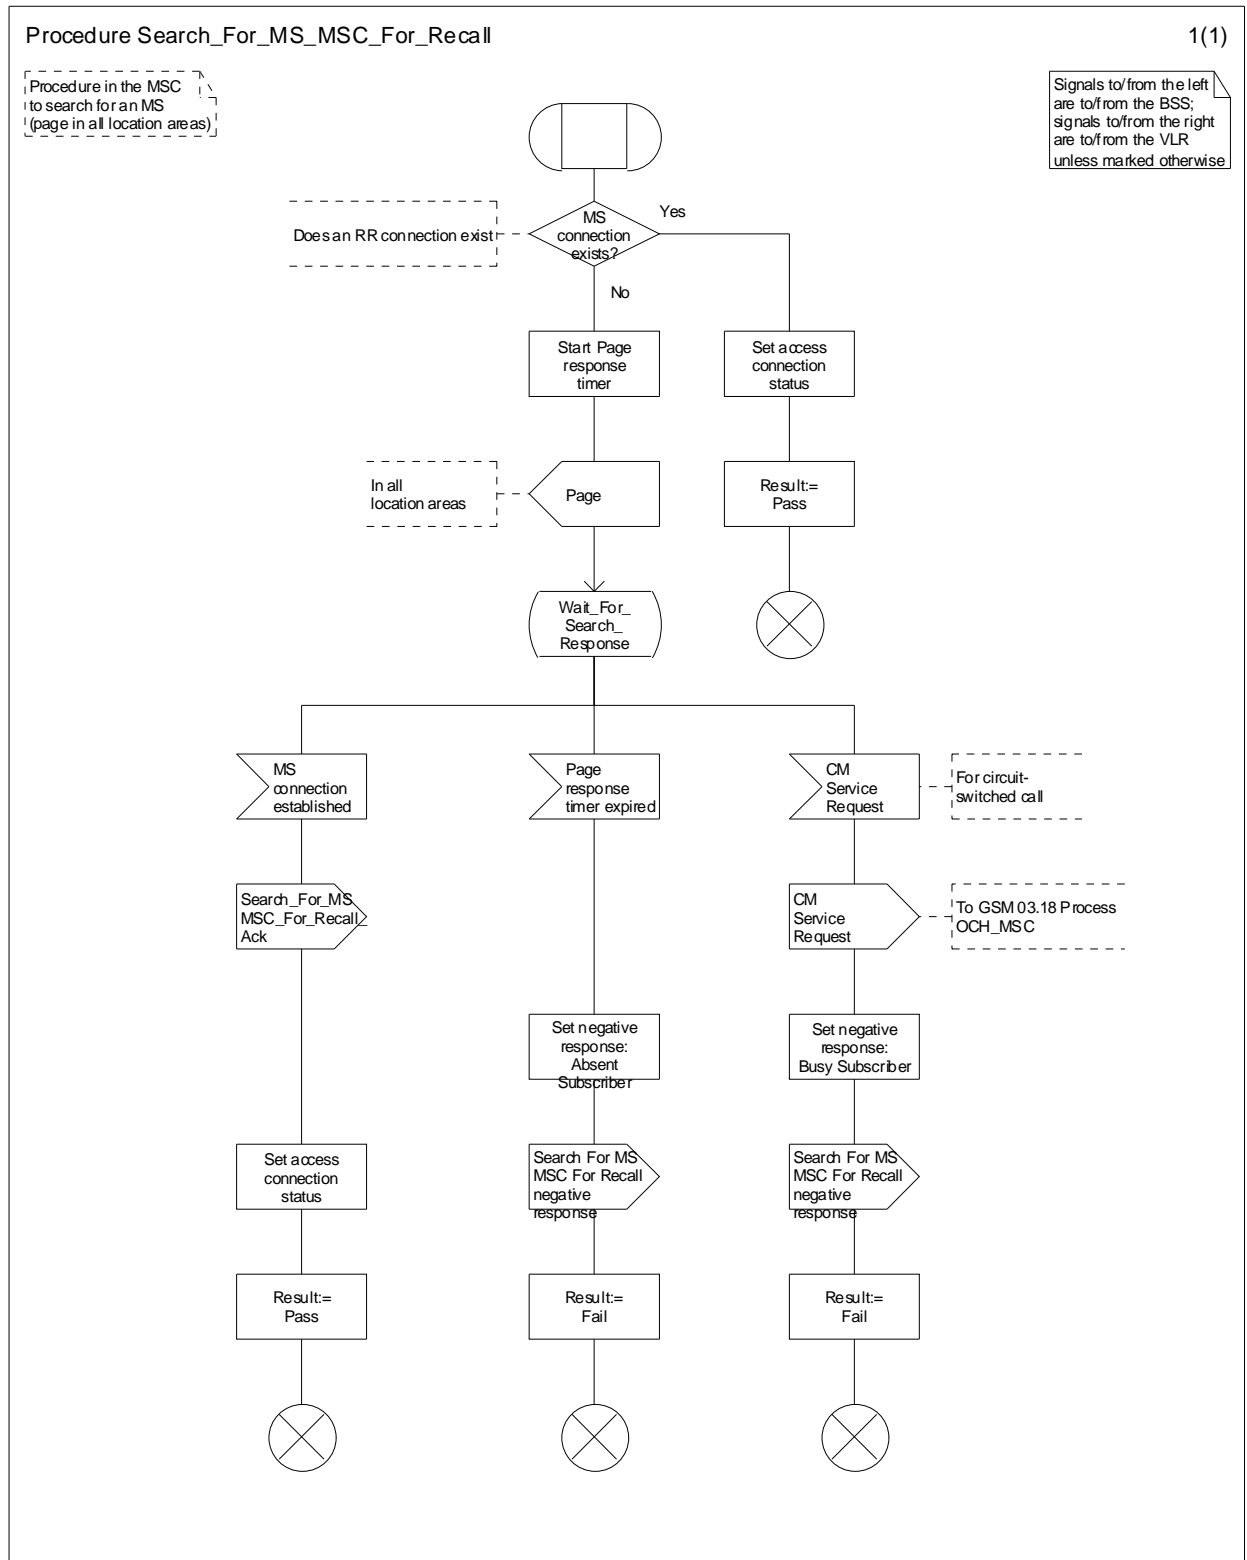 Procedure Search_For_MS_MSC_For_Recall
1(1)
Procedure in the MSC
to search for an MS
(page in all location areas)
Signals to/from the left
are to/from the BSS;
signals to/from the right
are to/from the VLR
unless marked otherwise
MS
connection
exists?
Yes
Does an RR connection exist
No
Start Page
response
timer
Set access
connection
status
In all
location areas
Page
Result:=
Pass
Wait_For_
Search_
Response
MS
connection
established
Page
response
timer expired
CM
Service
Request
For circuit-
switched call
Search_For_MS_
MSC_For_Recall_
Ack
CM
Service
Request
To GSM 03.18 Process
OCH_MSC
Set negative
response:
Absent
Subscriber
Set negative
response:
Busy Subscriber
Set access
connection
status
Search For MS
MSC For Recall
negative
response
Search For MS
MSC For Recall
negative
response
Result:=
Pass
Result:=
Fail
Result:=
Fail